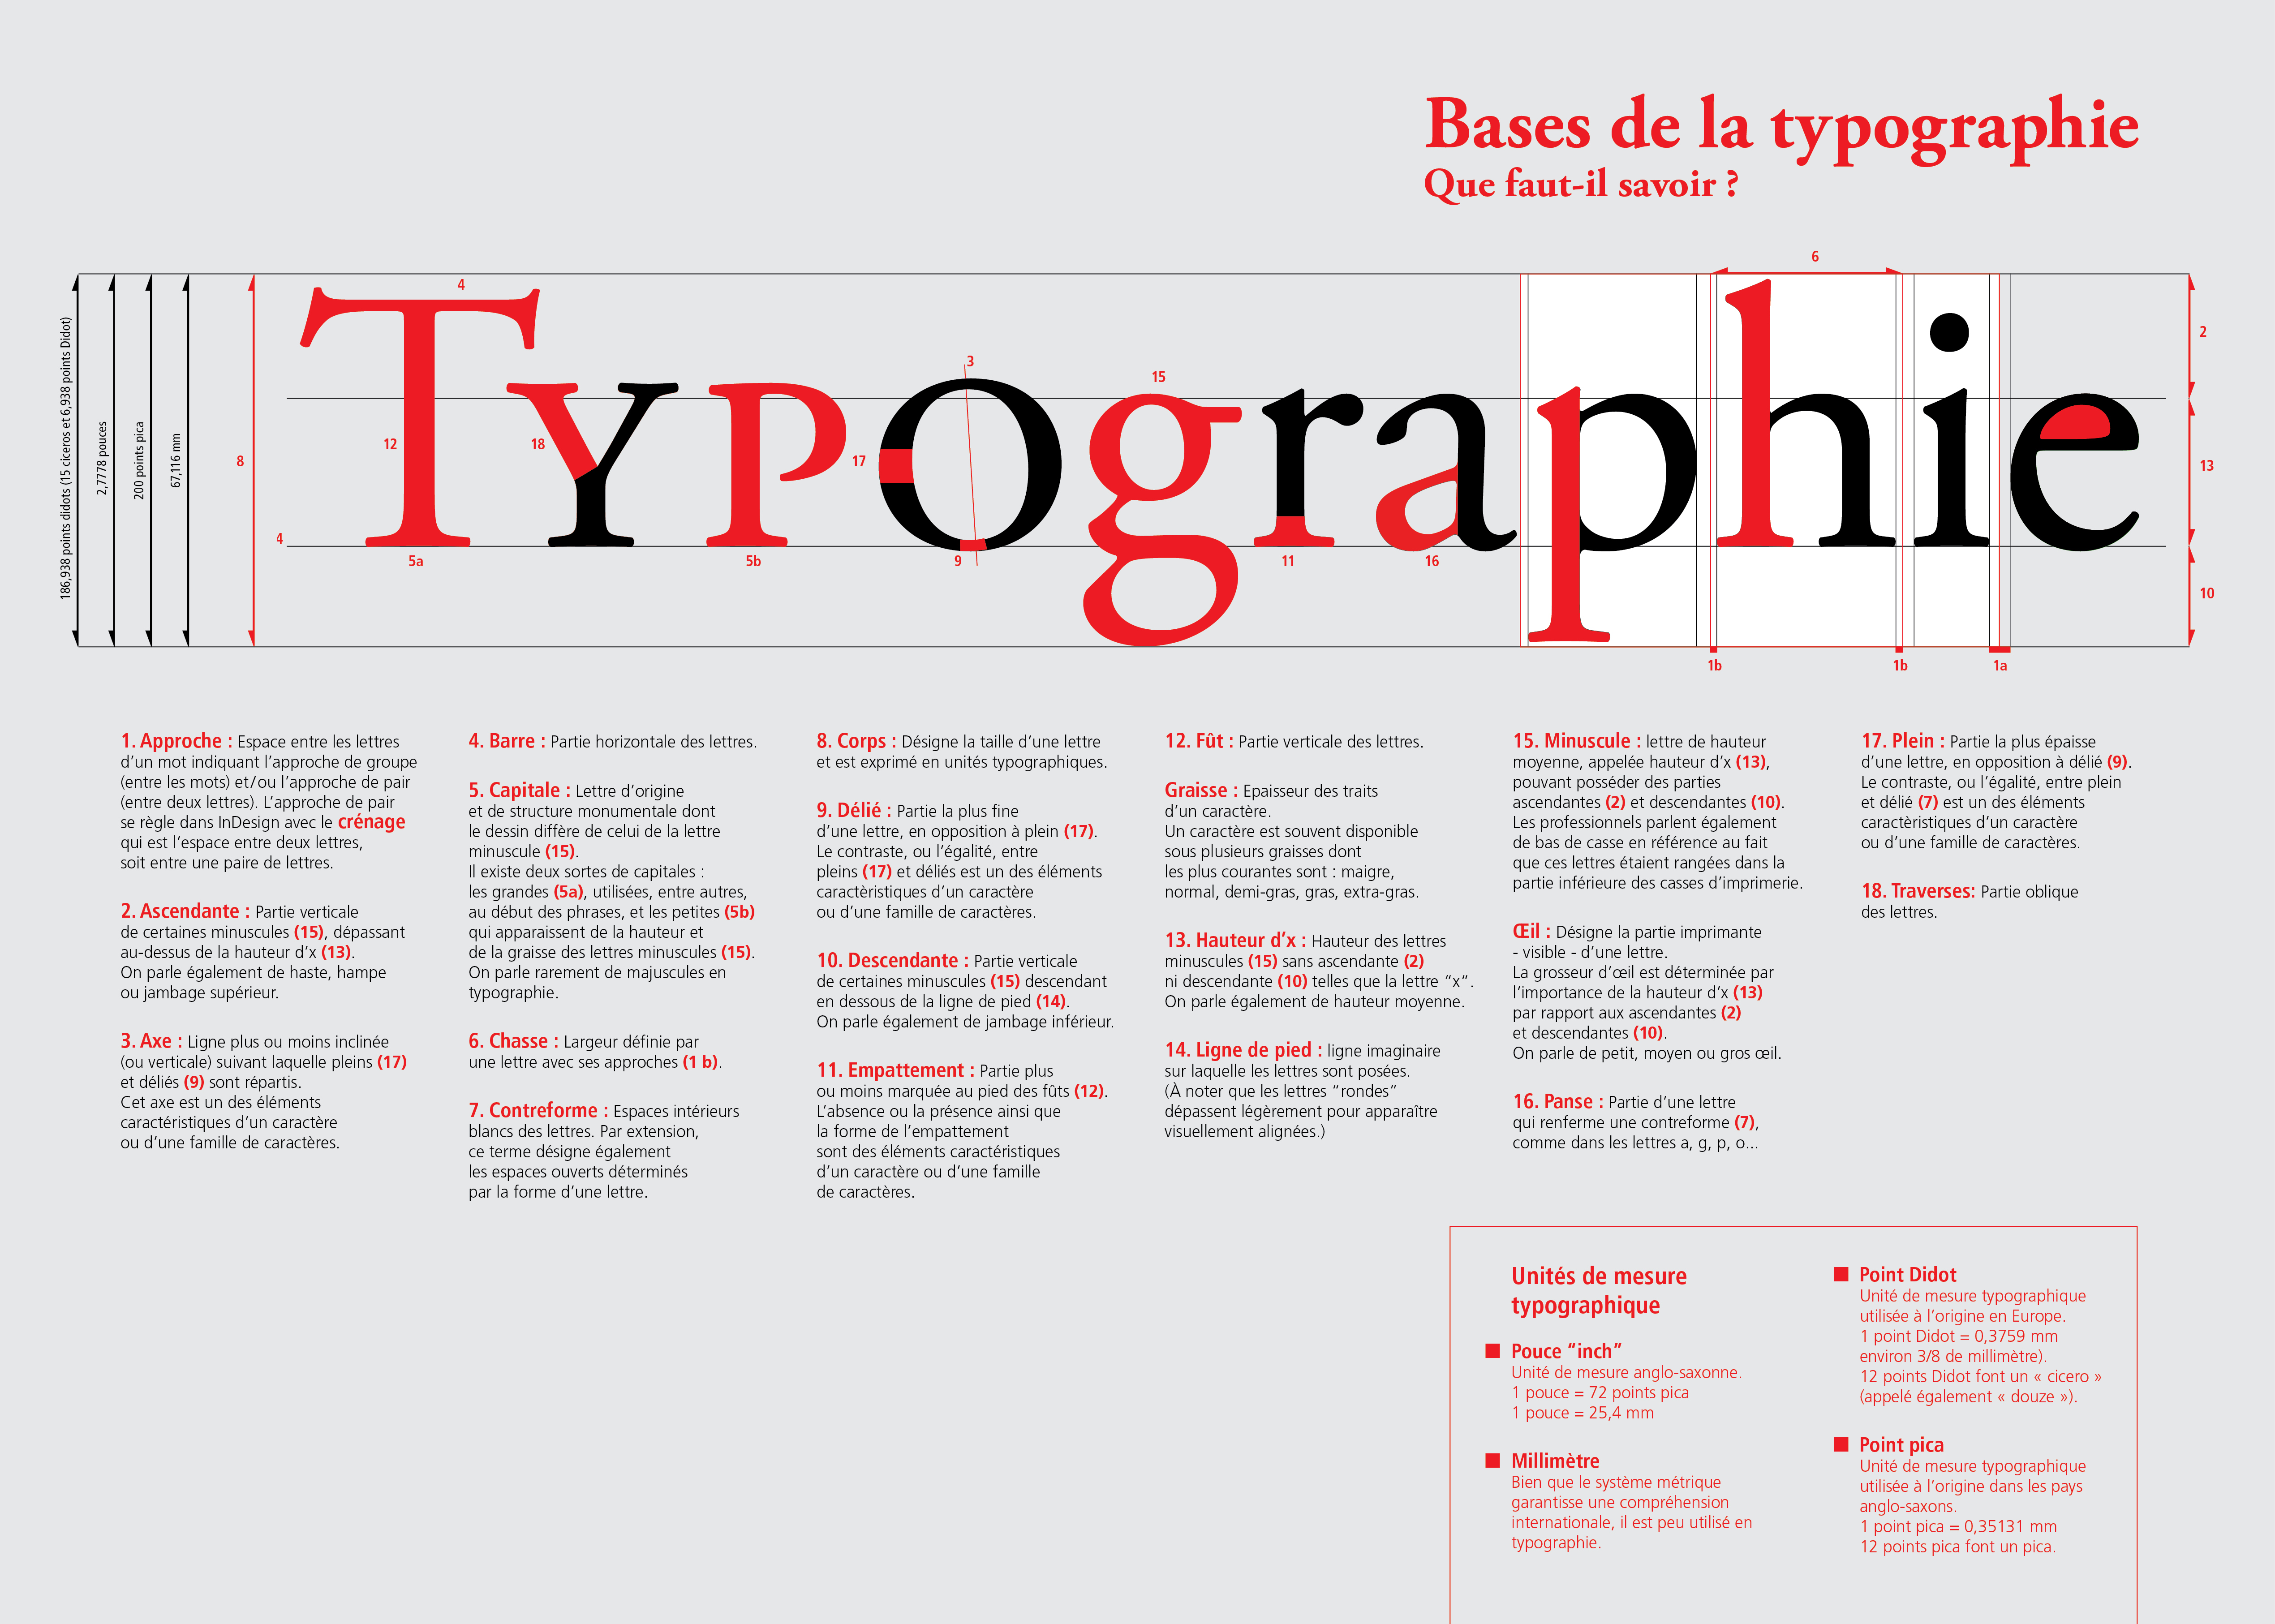 Bases de la typographie
Que faut-il savoir ?
6
4
3
15
2
12
18
17
8
13
4
5a
5b
9
11
16
10
1b
1b
1a
186,938 points didots (15 ciceros et 6,938 points Didot)
2,7778 pouces
200 points pica
67,116 mm
Typographie
1. Approche : Espace entre les lettres
d’un mot indiquant l’approche de groupe
(entre les mots) et/ou l’approche de pair
(entre deux lettres). L’approche de pair
se règle dans InDesign avec le crénage
qui est l’espace entre deux lettres,
soit entre une paire de lettres.
2. Ascendante : Partie verticale
de certaines minuscules (15), dépassant
au-dessus de la hauteur d’x (13).
On parle également de haste, hampe
ou jambage supérieur.
3. Axe : Ligne plus ou moins inclinée
(ou verticale) suivant laquelle pleins (17)
et déliés (9) sont répartis.
Cet axe est un des éléments
caractéristiques d’un caractère
ou d’une famille de caractères.
4. Barre : Partie horizontale des lettres.
5. Capitale : Lettre d’origine
et de structure monumentale dont
le dessin diffère de celui de la lettre
minuscule (15).
Il existe deux sortes de capitales :
les grandes (5a), utilisées, entre autres,
au début des phrases, et les petites (5b)
qui apparaissent de la hauteur et
de la graisse des lettres minuscules (15).
On parle rarement de majuscules en
typographie.
6. Chasse : Largeur définie par
une lettre avec ses approches (1 b).
7. Contreforme : Espaces intérieurs
blancs des lettres. Par extension,
ce terme désigne également
les espaces ouverts déterminés
par la forme d’une lettre.
8. Corps : Désigne la taille d’une lettre
et est exprimé en unités typographiques.
9. Délié : Partie la plus fine
d’une lettre, en opposition à plein (17).
Le contraste, ou l’égalité, entre
pleins (17) et déliés est un des éléments
caractèristiques d’un caractère
ou d’une famille de caractères.
10. Descendante : Partie verticale
de certaines minuscules (15) descendant
en dessous de la ligne de pied (14).
On parle également de jambage inférieur.
11. Empattement : Partie plus
ou moins marquée au pied des fûts (12).
L’absence ou la présence ainsi que
la forme de l’empattement
sont des éléments caractéristiques
d’un caractère ou d’une famille
de caractères.
12. Fût : Partie verticale des lettres.
Graisse : Epaisseur des traits
d’un caractère.
Un caractère est souvent disponible
sous plusieurs graisses dont
les plus courantes sont : maigre,
normal, demi-gras, gras, extra-gras.
13. Hauteur d’x : Hauteur des lettres
minuscules (15) sans ascendante (2)
ni descendante (10) telles que la lettre “x“.
On parle également de hauteur moyenne.
14. Ligne de pied : ligne imaginaire
sur laquelle les lettres sont posées.
(À noter que les lettres “rondes”
dépassent légèrement pour apparaître
visuellement alignées.)
15. Minuscule : lettre de hauteur
moyenne, appelée hauteur d’x (13),
pouvant posséder des parties
ascendantes (2) et descendantes (10).
Les professionnels parlent également
de bas de casse en référence au fait
que ces lettres étaient rangées dans la
partie inférieure des casses d’imprimerie.
Œil : Désigne la partie imprimante
- visible - d’une lettre.
La grosseur d’œil est déterminée par
l’importance de la hauteur d’x (13)
par rapport aux ascendantes (2)
et descendantes (10).
On parle de petit, moyen ou gros œil.
16. Panse : Partie d’une lettre
qui renferme une contreforme (7),
comme dans les lettres a, g, p, o...
17. Plein : Partie la plus épaisse
d’une lettre, en opposition à délié (9).
Le contraste, ou l’égalité, entre plein
et délié (7) est un des éléments
caractèristiques d’un caractère
ou d’une famille de caractères.
18. Traverses: Partie oblique
des lettres.
Unités de mesure
typographique
Pouce “inch”
Unité de mesure anglo-saxonne.
1 pouce = 72 points pica
1 pouce = 25,4 mm
Millimètre
Bien que le système métrique
garantisse une compréhension
internationale, il est peu utilisé en
typographie.
Point Didot
Unité de mesure typographique
utilisée à l’origine en Europe.
1 point Didot = 0,3759 mm
environ 3/8 de millimètre).
12 points Didot font un « cicero »
(appelé également « douze »).
Point pica
Unité de mesure typographique
utilisée à l’origine dans les pays
anglo-saxons.
1 point pica = 0,35131 mm
12 points pica font un pica.